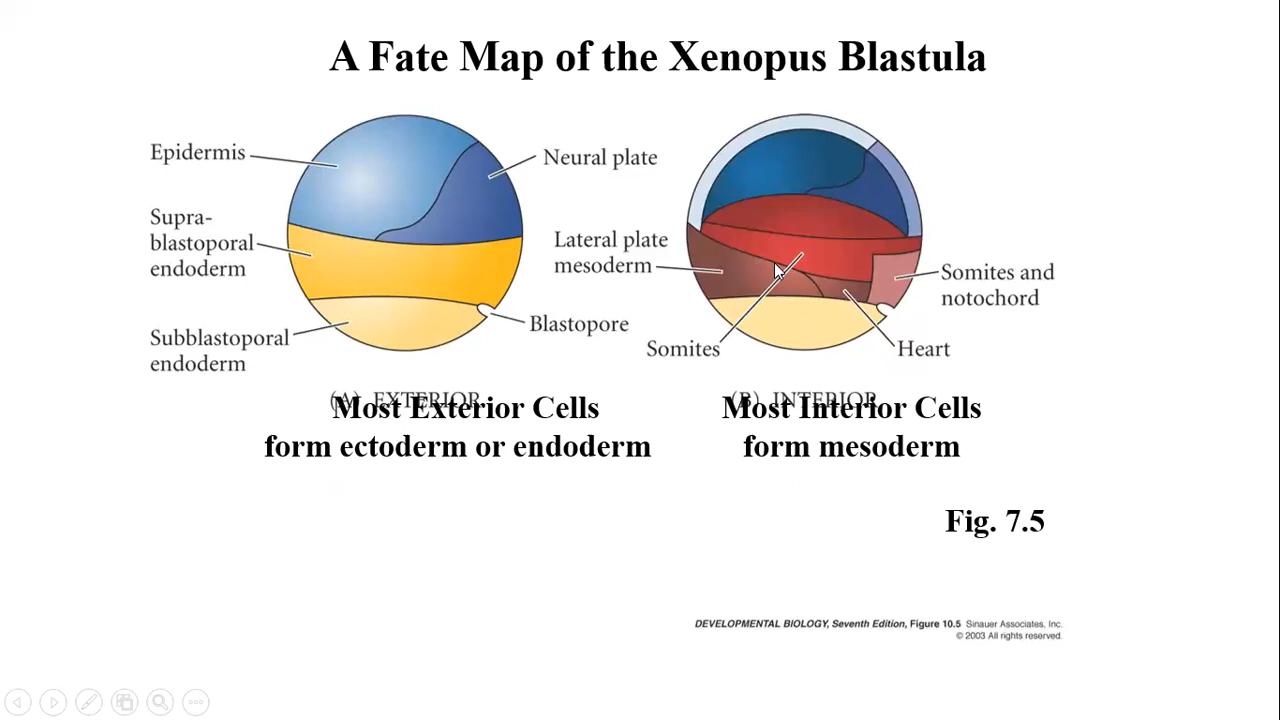 A Fate Map of the Xenopus Blastula
Epidermis
Neural plate
Supra-
blastoporal
endoderm
Blastopore
Subblastoporal
endoderm
Lateral plate
mesoderm
Somites and
notochord
Somites
Heart
(A) EXTERIOR
Most Exterior Cells
form ectoderm or endoderm
(B) INTERIOR
Most Interior Cells
form mesoderm
Fig. 7.5
DEVELOPMENTAL BIOLOGY, Seventh Edition, Figure 10.5 Sinauer Associates, Inc.
© 2003 All rights reserved.